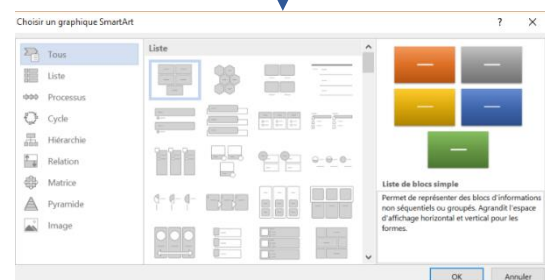 Choisir un graphique SmartArt
? ×
Tous
Liste
Processus
Cycle
Hiérarchie
Relation
Matrice
Pyramide
Image
Liste
Liste de blocs simple
Permet de représenter des blocs d'informations
non séquentiels ou groupés. Agrandit l'espace
d'affichage horizontal et vertical pour les
formes.
OK Annuler